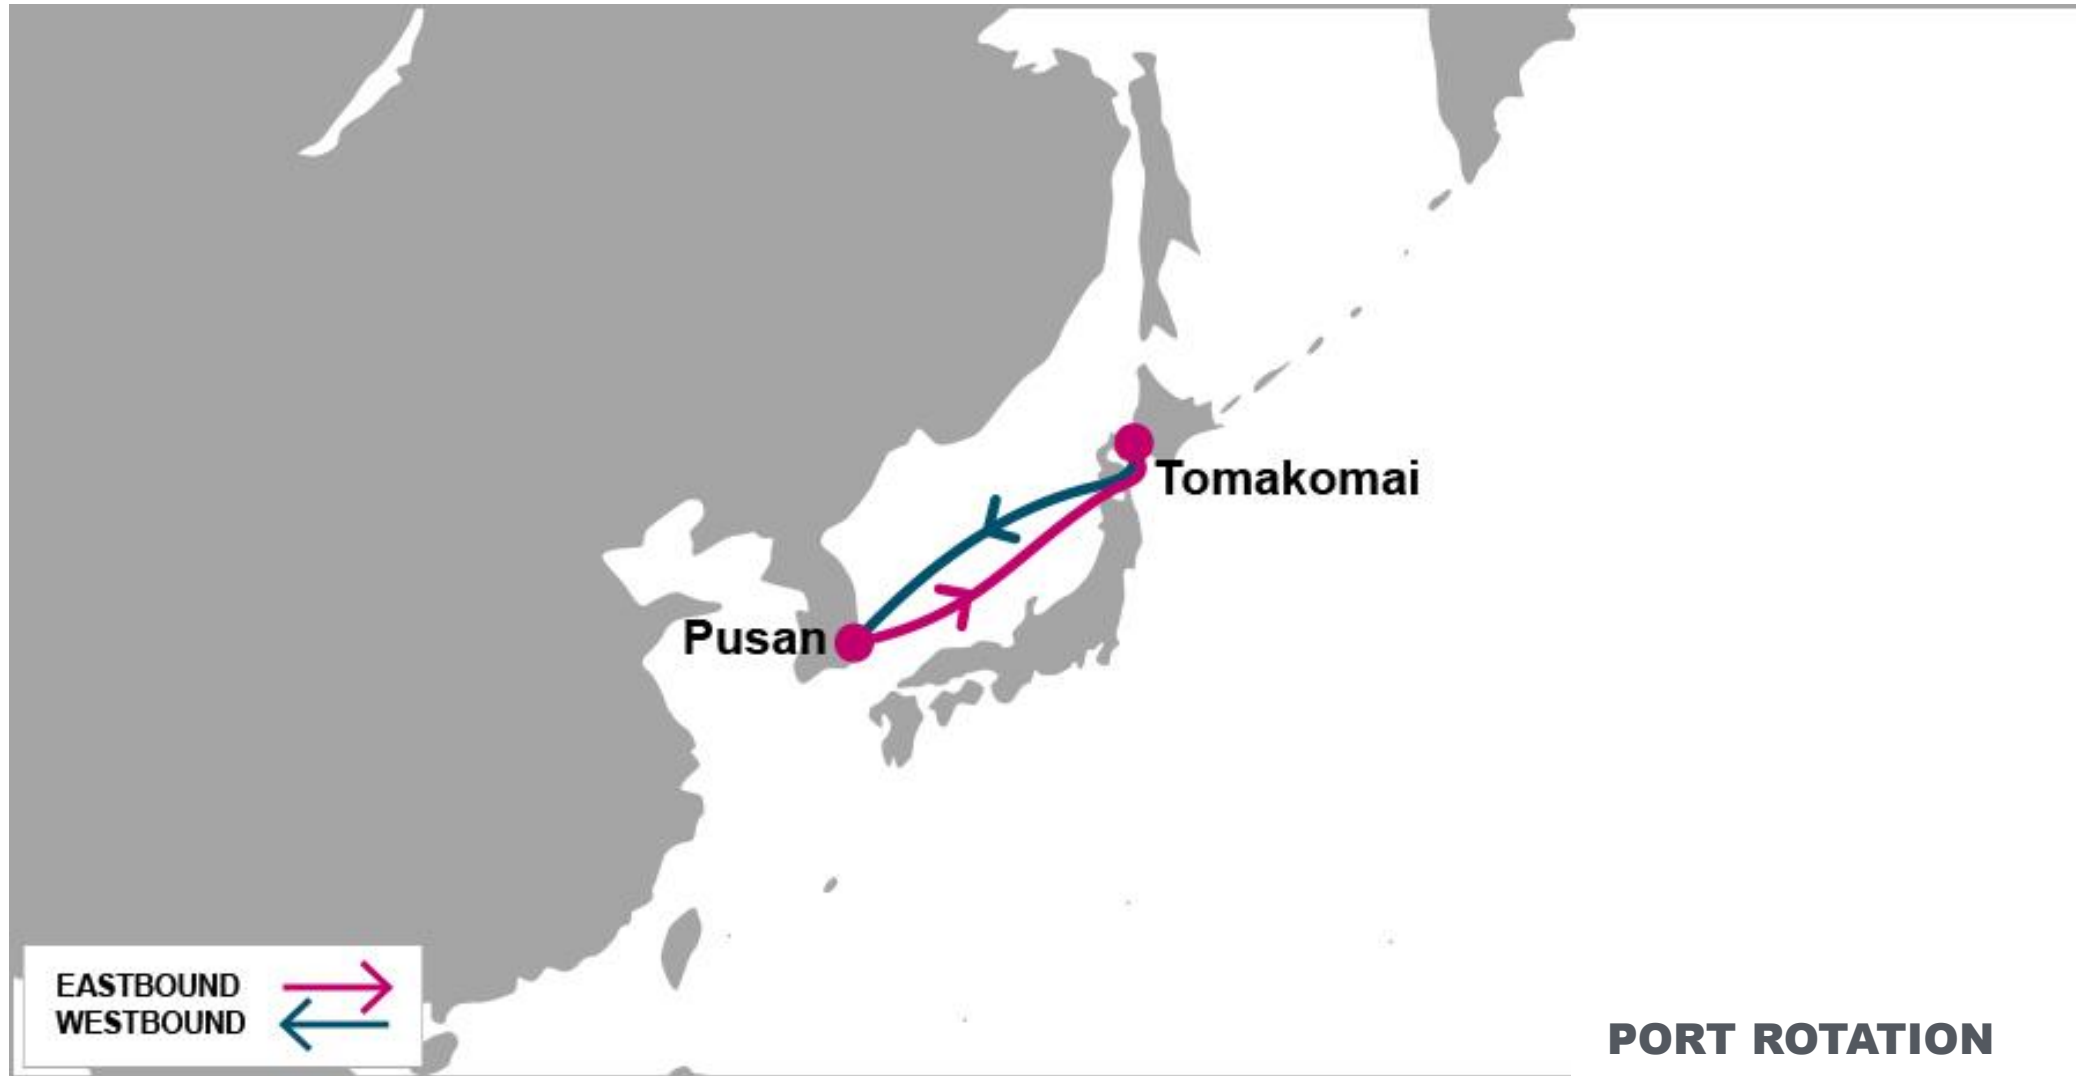 Tomakomai
Pusan
EASTBOUND
WESTBOUND
PORT ROTATION